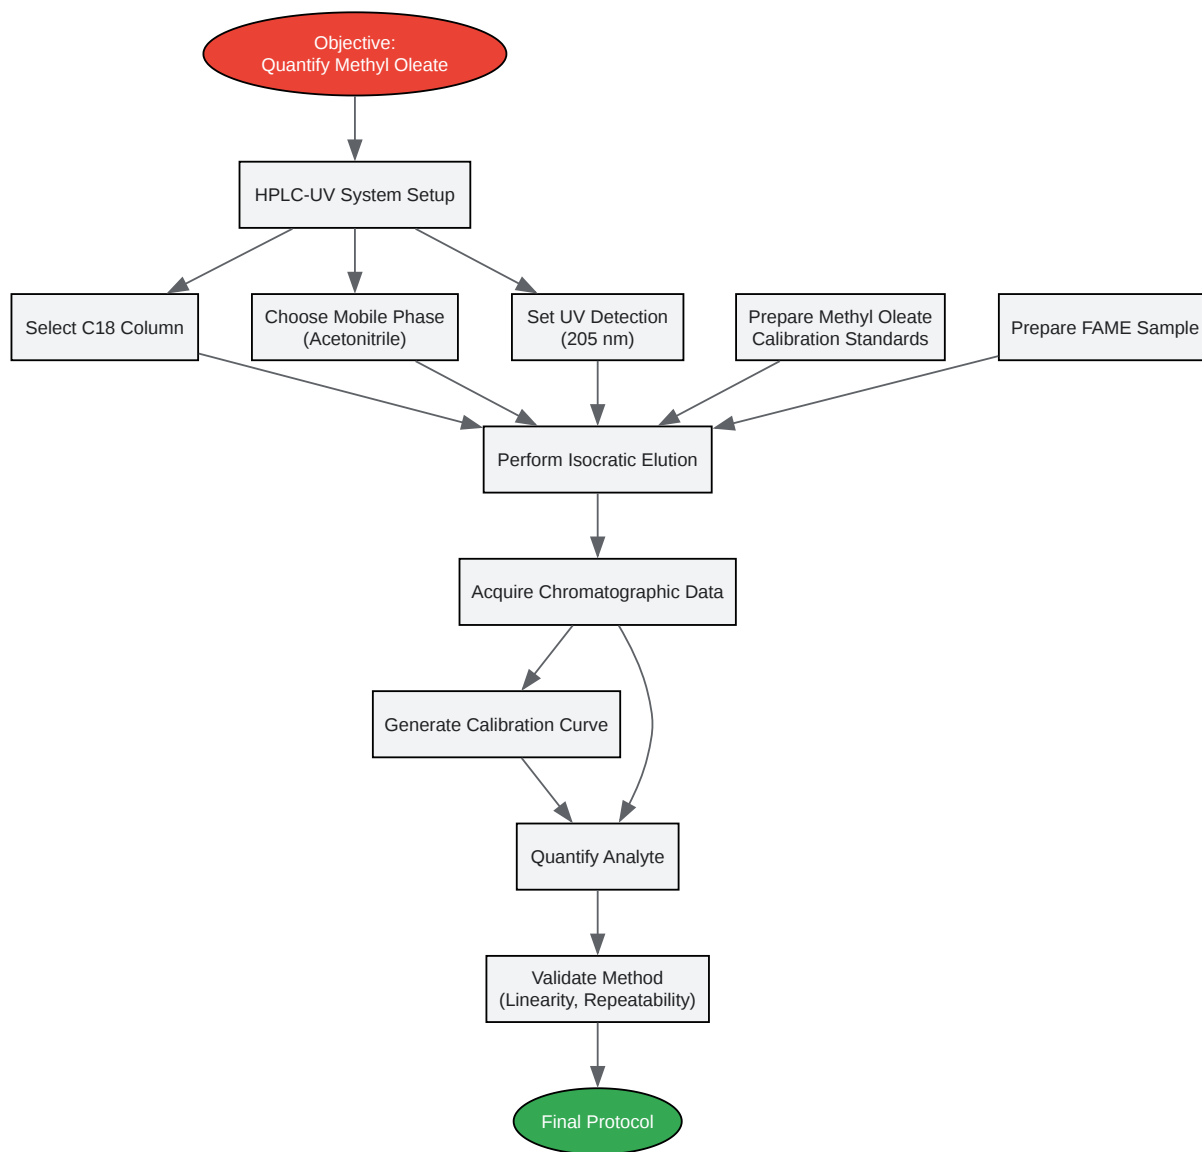 Objective:
Quantify Methyl Oleate
HPLC-UV System Setup
Select C18 Column
Choose Mobile Phase
(Acetonitrile)
Set UV Detection
(205 nm)
Prepare Methyl Oleate
Calibration Standards
Prepare FAME Sample
Perform Isocratic Elution
Acquire Chromatographic Data
Generate Calibration Curve
Quantify Analyte
Validate Method
(Linearity, Repeatability)
Final Protocol